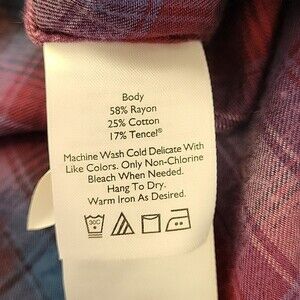 Body
58% Rayon
25% Cotton
17% Tencel®
Machine Wash Cold Delicate With
Like Colors. Only Non-Chlorine
Bleach When Needed.
Hang To Dry.
Warm Iron As Desired.
30C